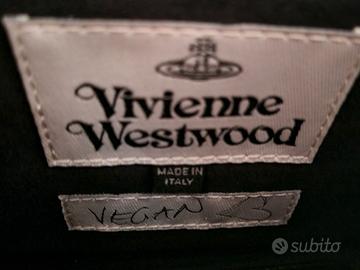 Vivienne
Westwood
MADE IN
ITALY
VEGAN <3
subito